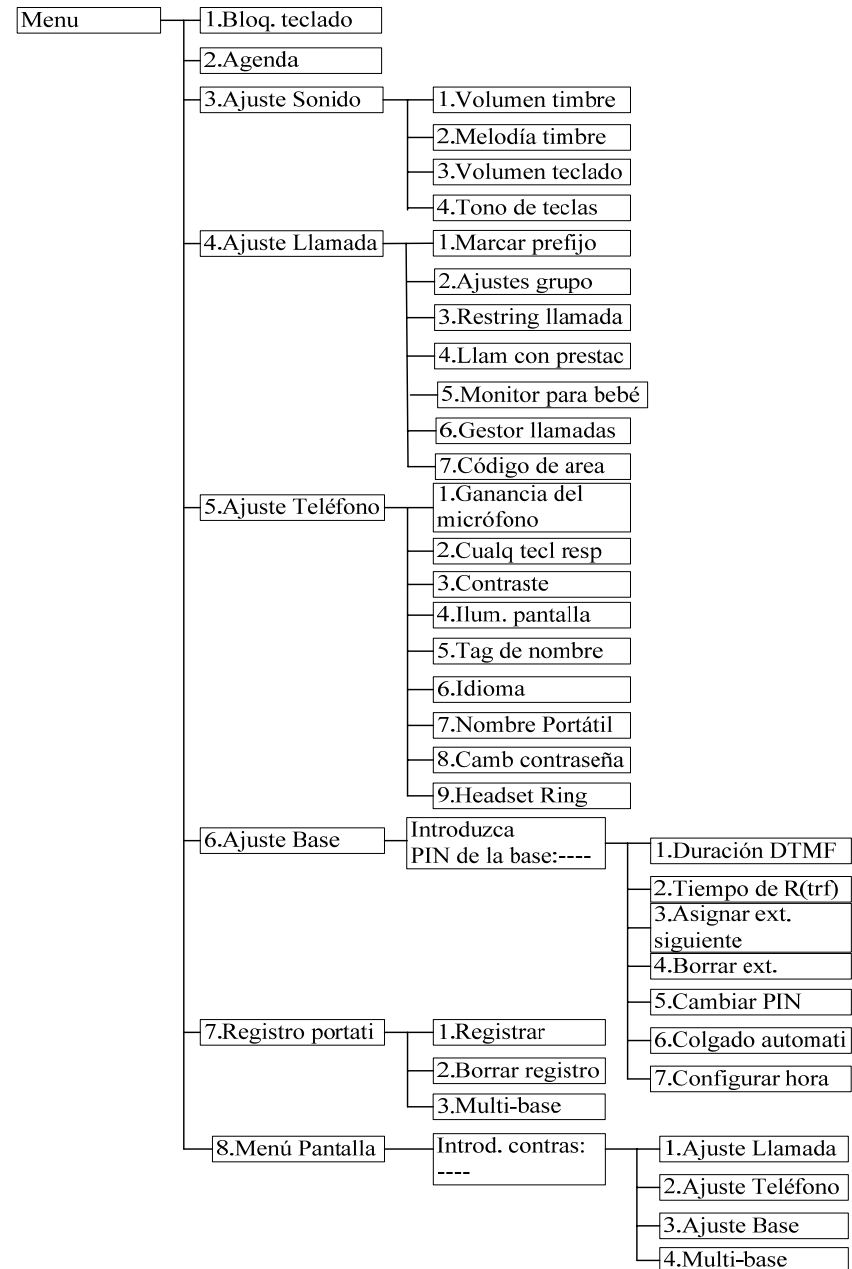 Menu
1.Bloq. teclado
2.Agenda
3.Ajuste Sonido
1.Volumen timbre
2.Melodía timbre
3.Volumen teclado
4.Tono de teclas
4.Ajuste Llamada
1.Marcar prefijo
2.Ajustes grupo
3.Restring llamada
4.Llam con prestac
5.Monitor para bebé
6.Gestor llamadas
7.Código de area
5.Ajuste Teléfono
1.Ganancia del
micrófono
2.Cualq tecl resp
3.Contraste
4.Ilum. pantalla
5.Tag de nombre
6.Idioma
7.Nombre Portátil
8.Camb contraseña
9.Headset Ring
6.Ajuste Base
Introduzca
PIN de la base:----
1.Duración DTMF
2.Tiempo de R(trf)
3.Asignar ext.
siguiente
4.Borrar ext.
5.Cambiar PIN
6.Colgado automati
7.Configurar hora
7.Registro portati
1.Registrar
2.Borrar registro
3.Multi-base
8.Menú Pantalla
Introd. contras:
----
1.Ajuste Llamada
2.Ajuste Teléfono
3.Ajuste Base
4.Multi-base